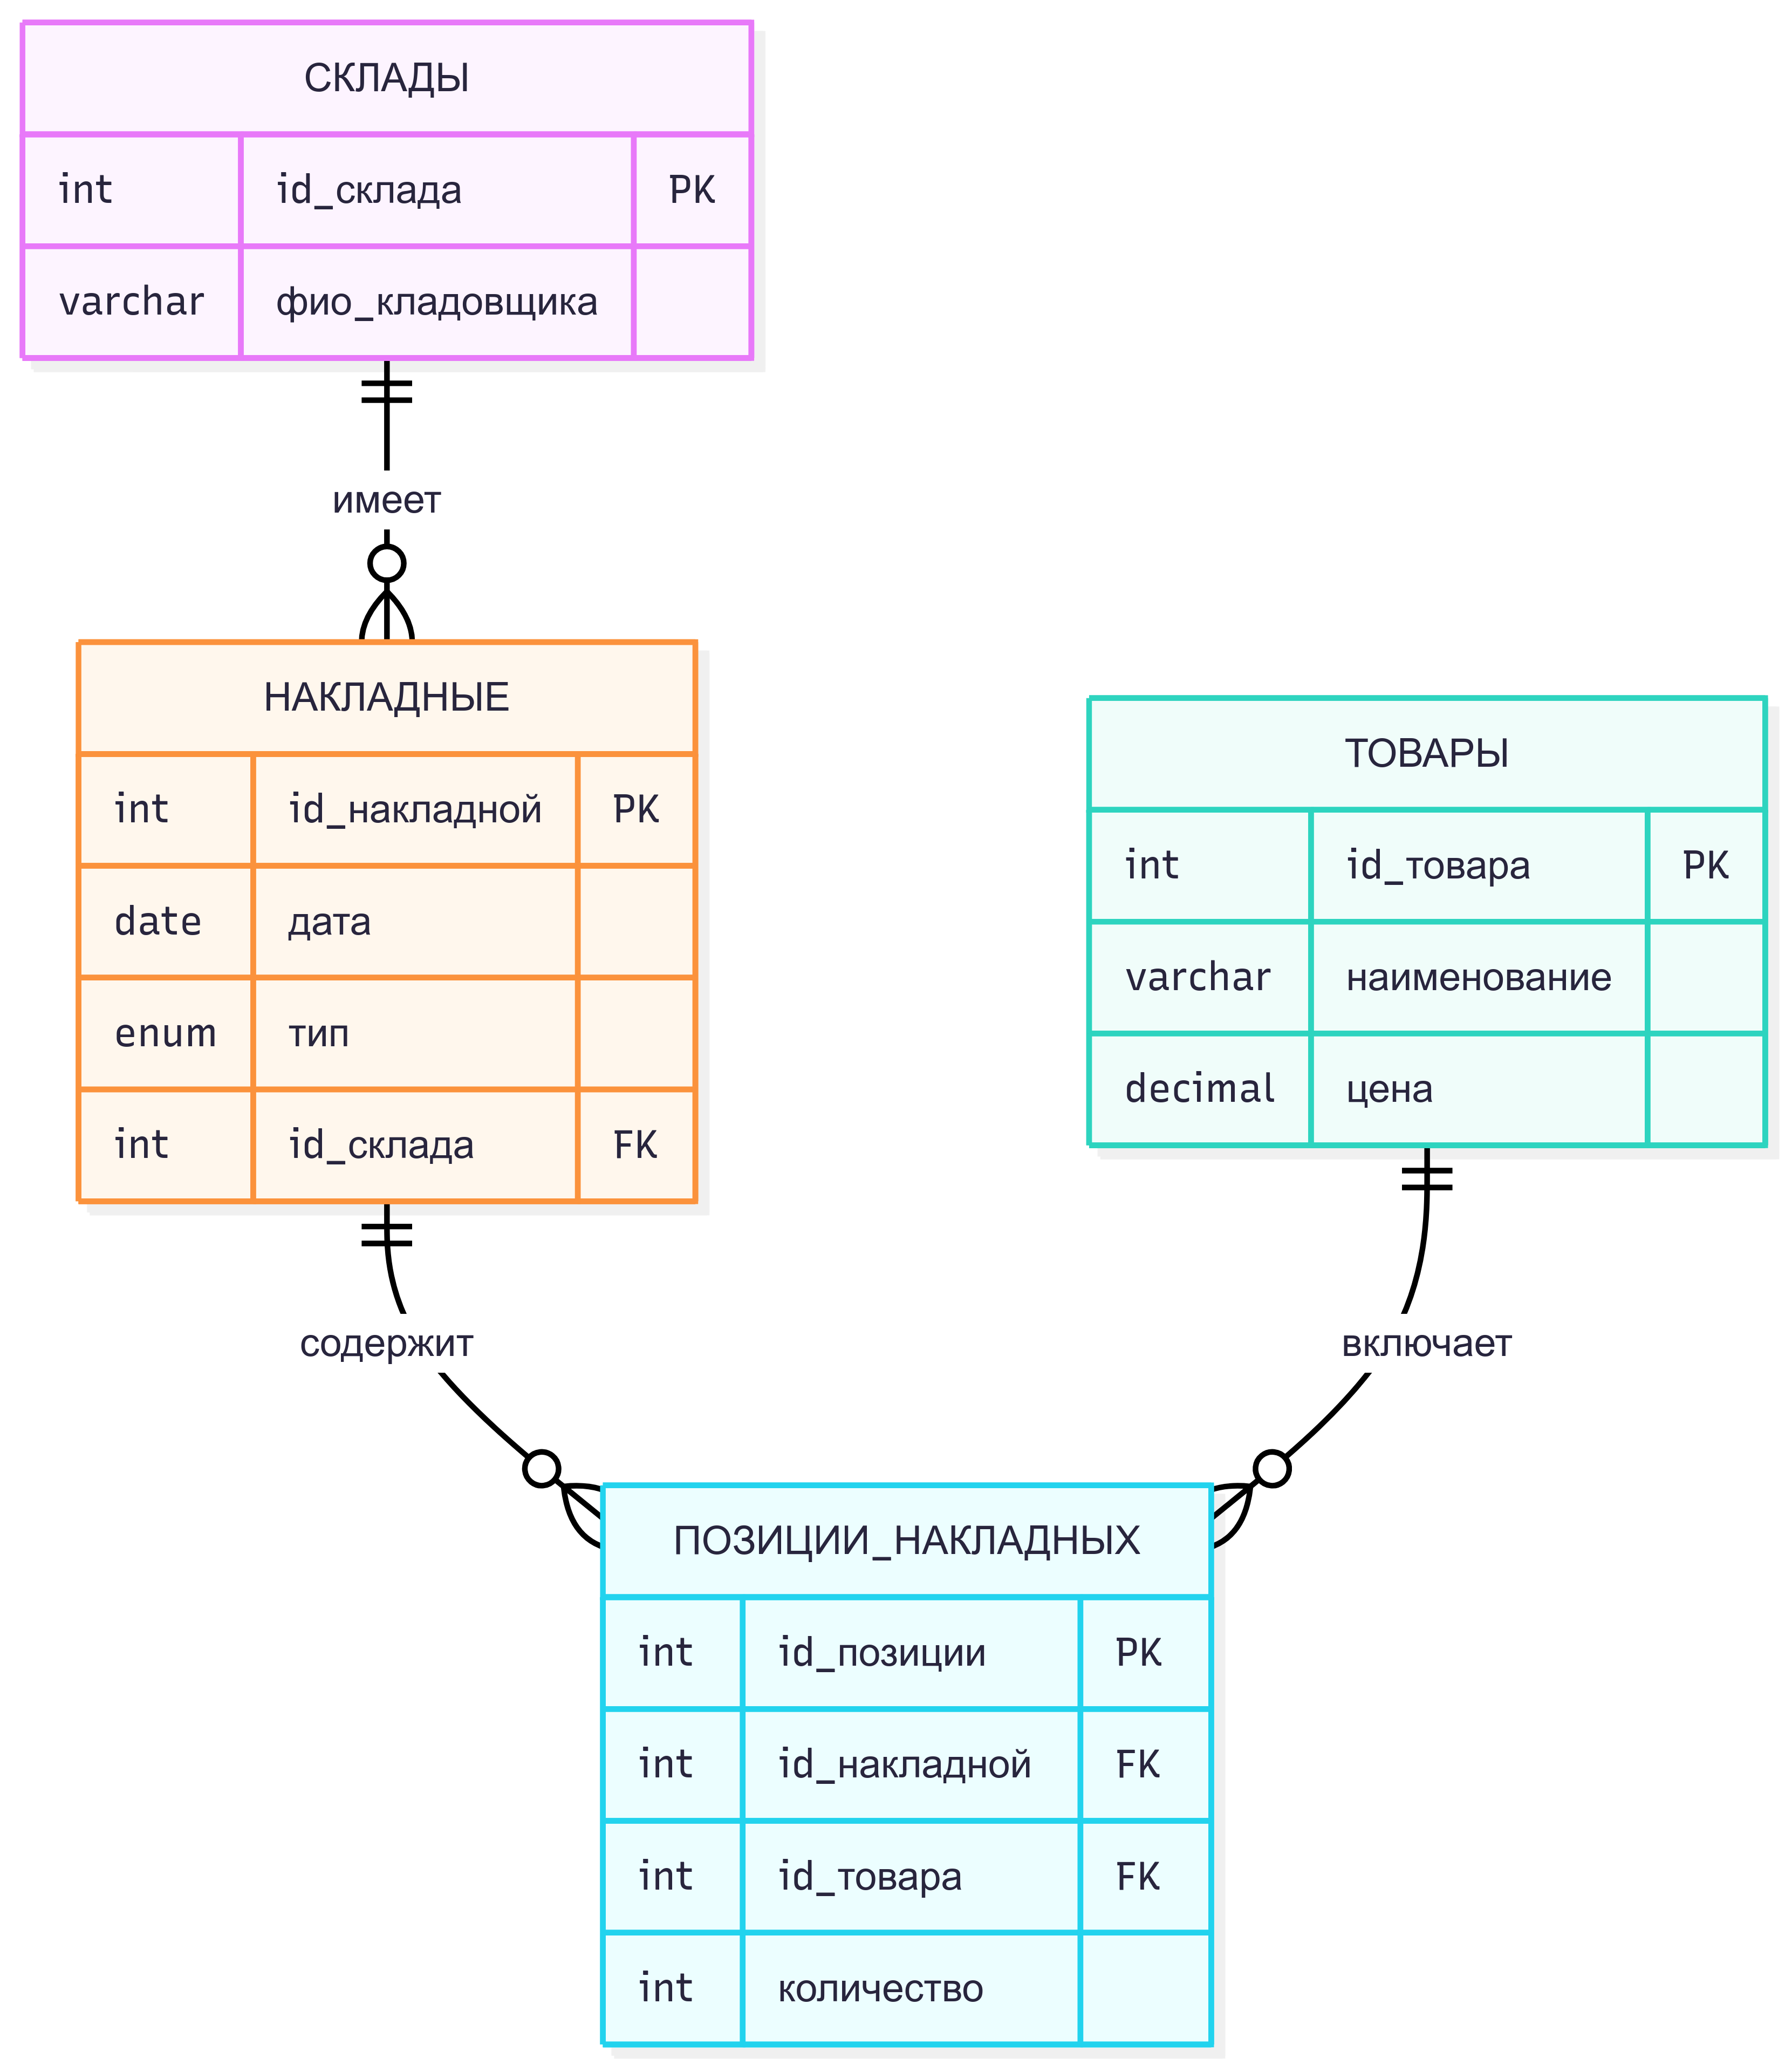 СКЛАДЫ
int id_склада PK
varchar фио_кладовщика
имеет
НАКЛАДНЫЕ
int id_накладной PK
date дата
enum тип
int id_склада FK
ТОВАРЫ
int id_товара PK
varchar наименование
decimal цена
содержит
включает
ПОЗИЦИИ_НАКЛАДНЫХ
int id_позиции PK
int id_накладной FK
int id_товара FK
int количество